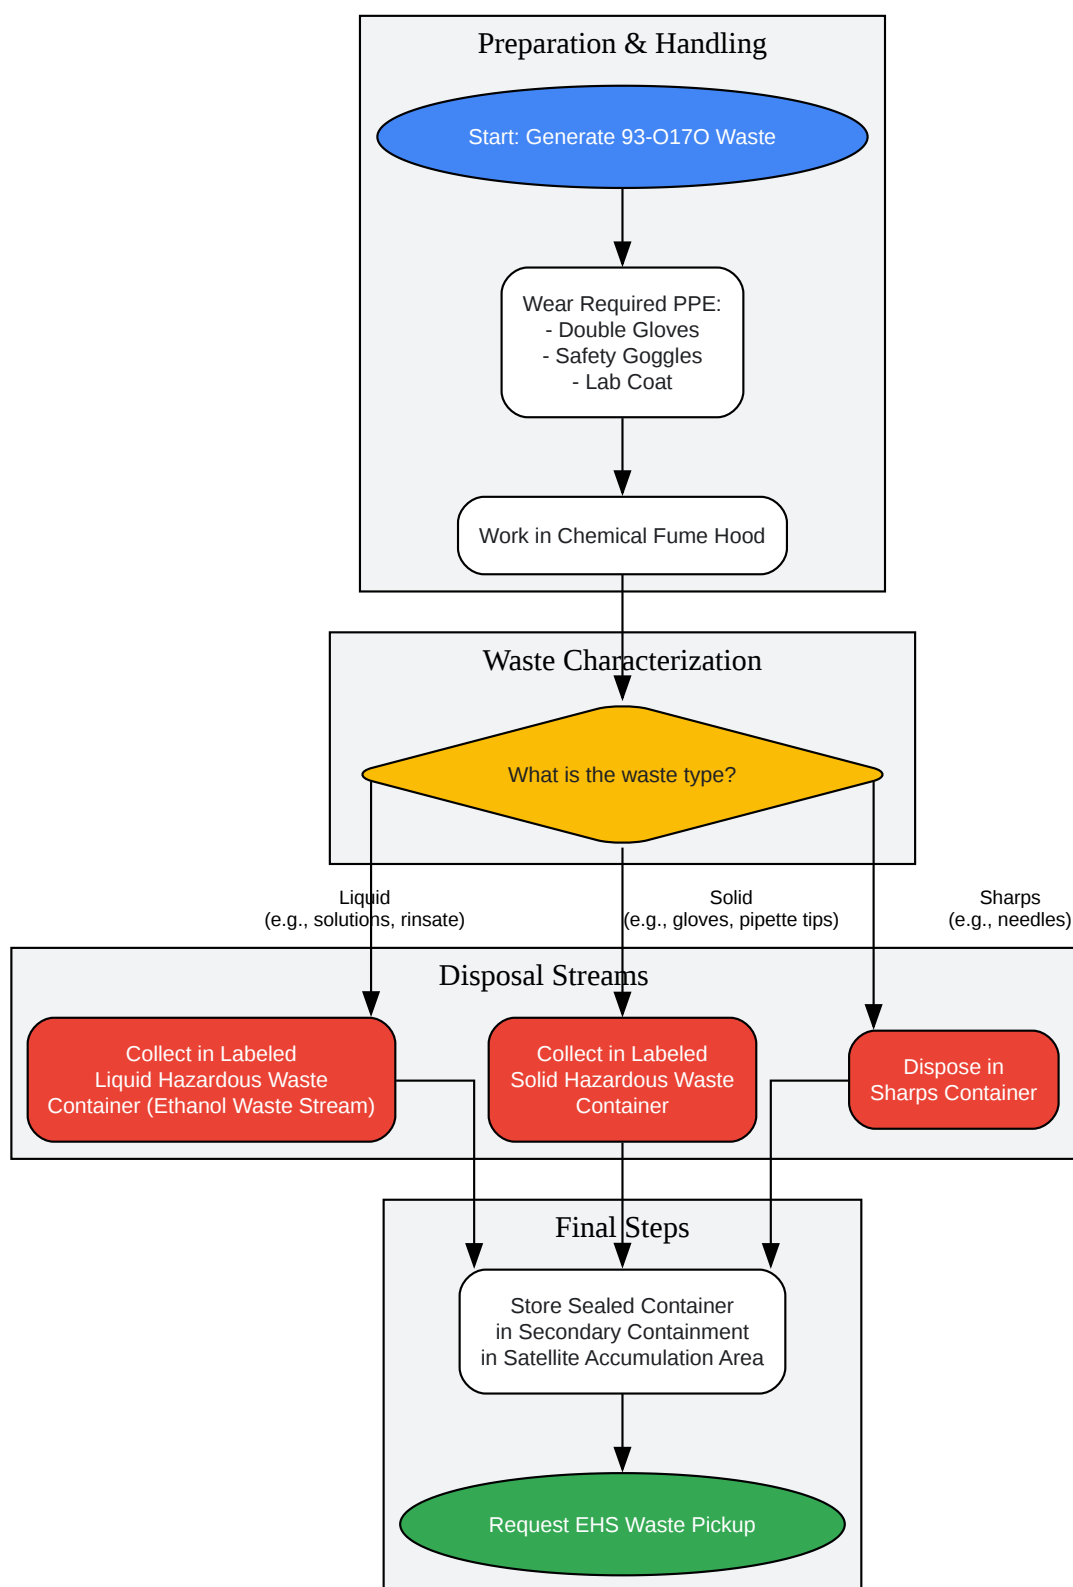 Preparation & Handling
Start: Generate 93-O17O Waste
Wear Required PPE:
- Double Gloves
- Safety Goggles
- Lab Coat
Work in Chemical Fume Hood
Waste Characterization
What is the waste type?
Liquid
(e.g., solutions, rinsate)
Solid
(e.g., gloves, pipette tips)
Sharps
(e.g., needles)
Disposal Streams
Collect in Labeled
Liquid Hazardous Waste
Container (Ethanol Waste Stream)
Collect in Labeled
Solid Hazardous Waste
Container
Dispose in
Sharps Container
Final Steps
Store Sealed Container
in Secondary Containment
in Satellite Accumulation Area
Request EHS Waste Pickup